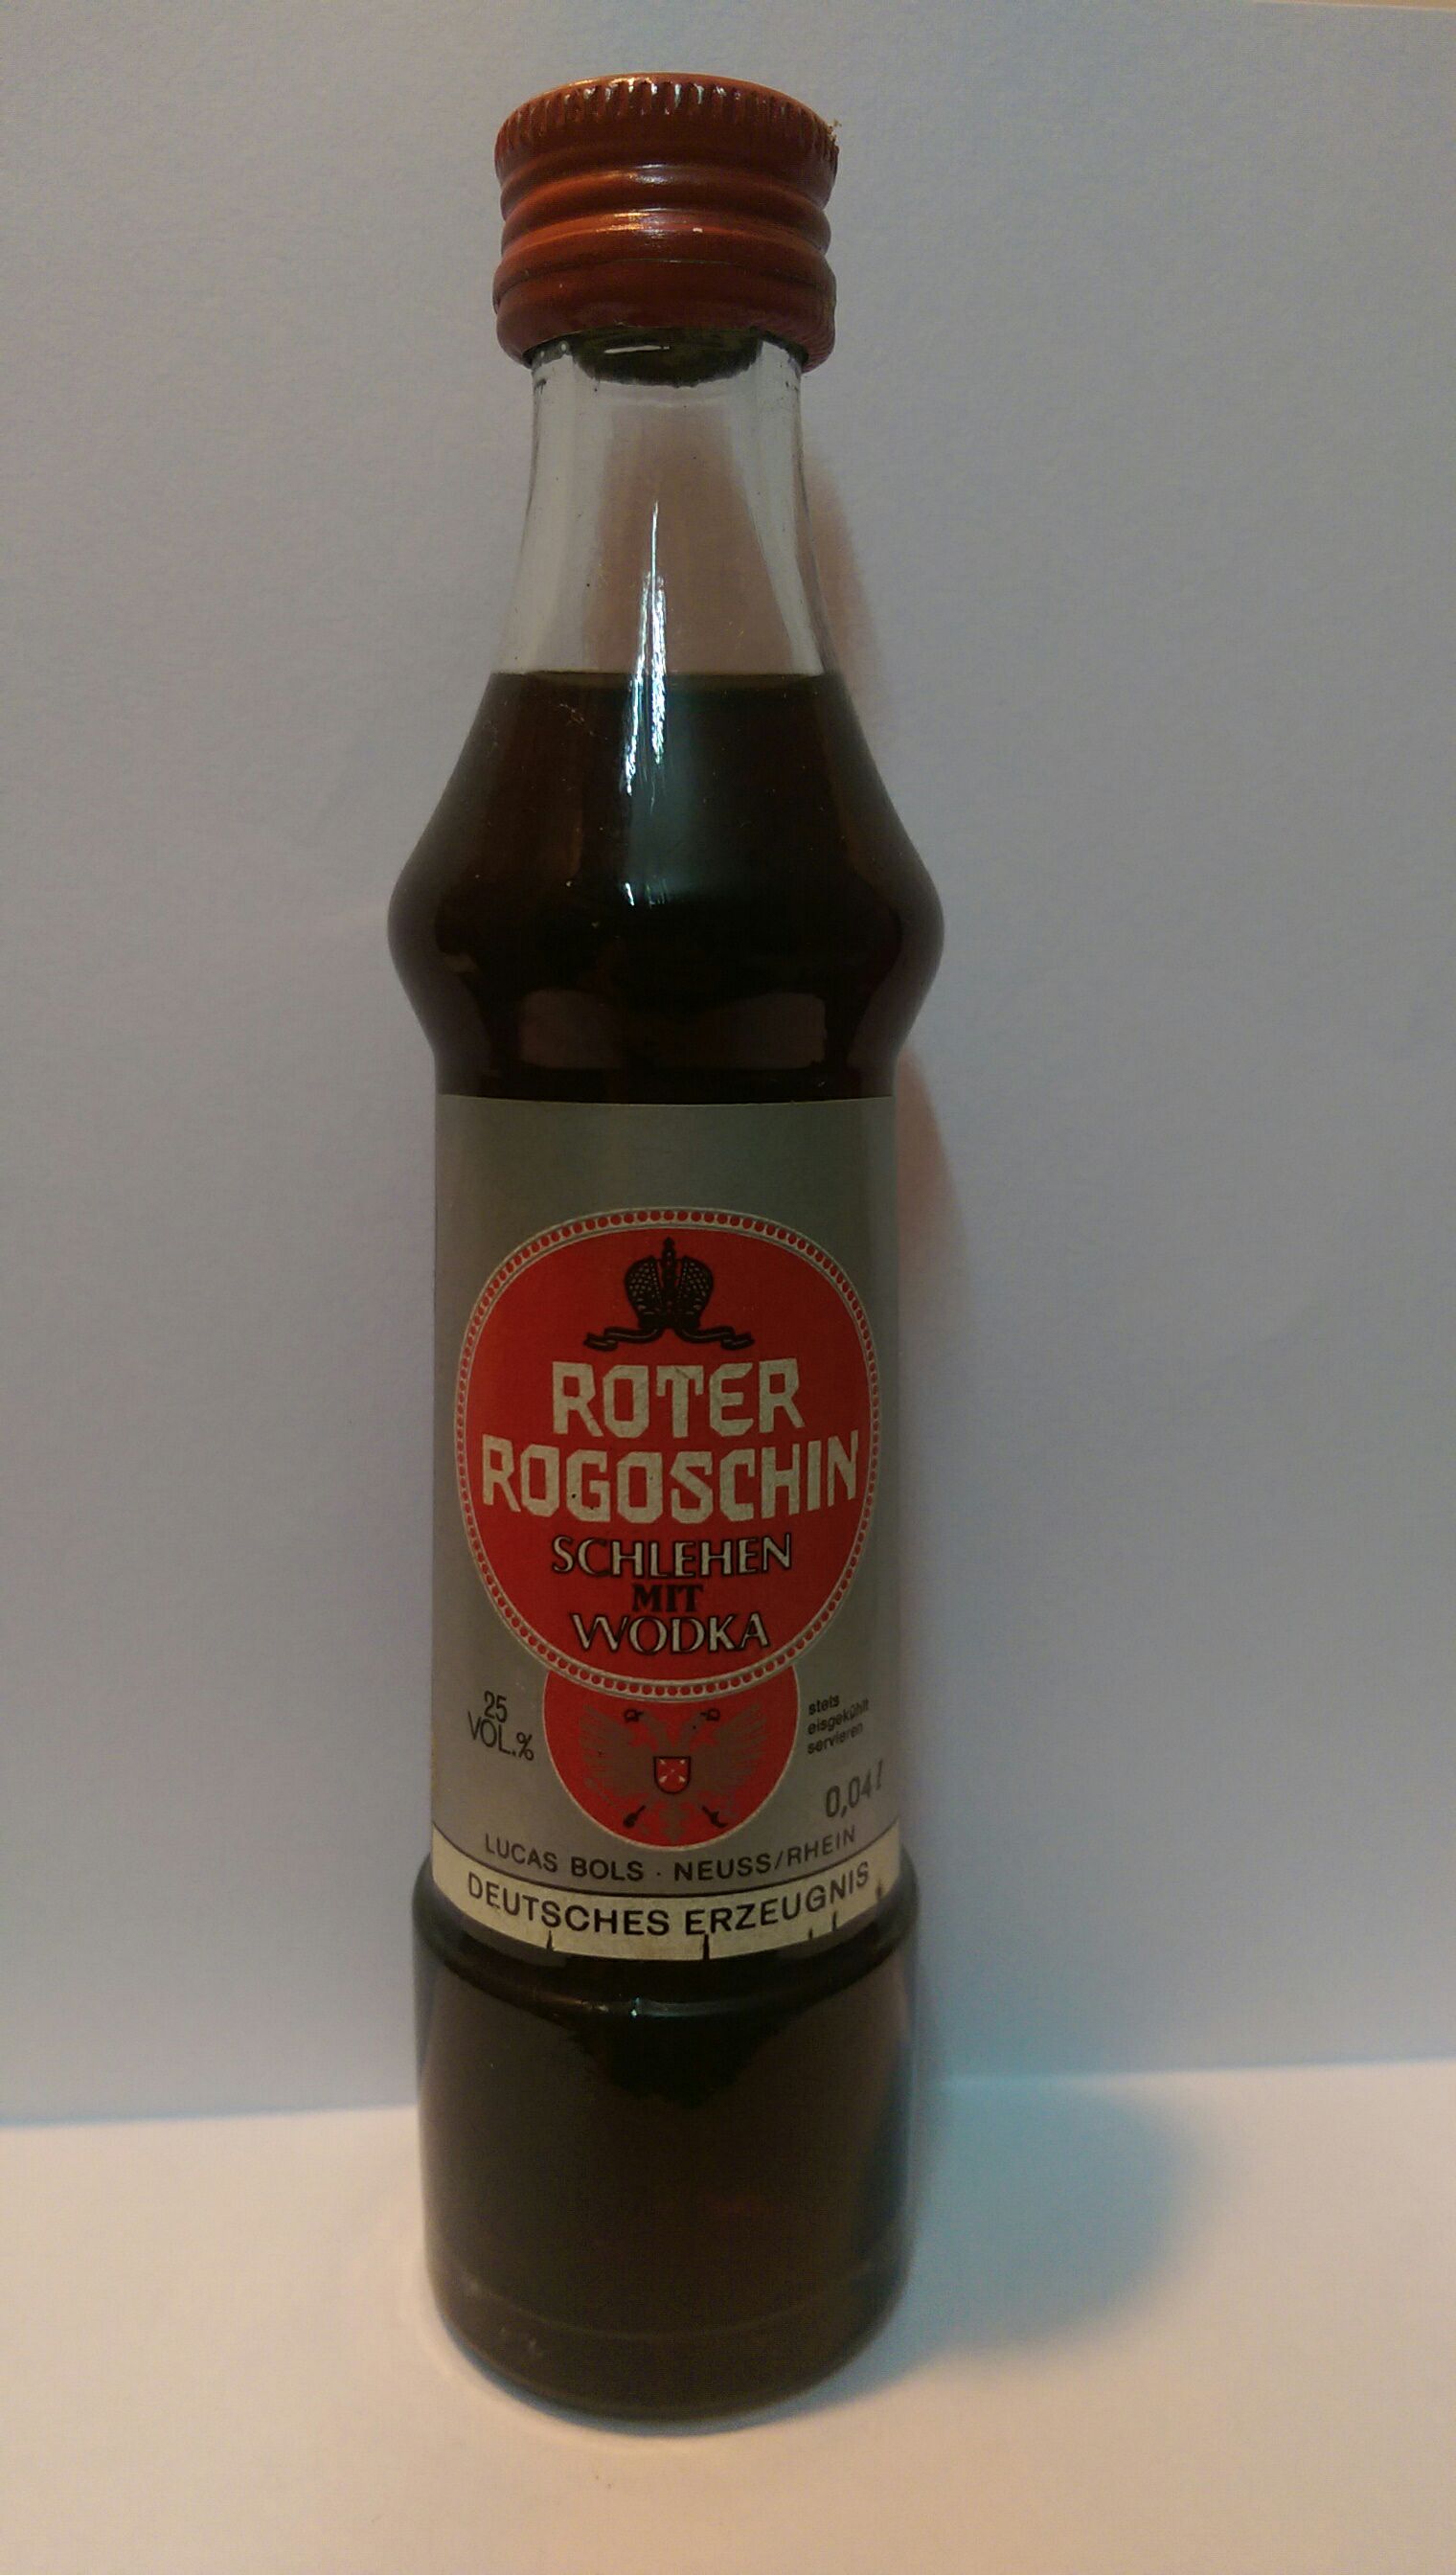 ROTER
ROGOSCHIN
SCHLEHEN
MIT
WODKA
25
VOL.%
stets
eisgekühlt
servieren
0,04 l
LUCAS BOLS · NEUSS/RHEIN
DEUTSCHES ERZEUGNIS